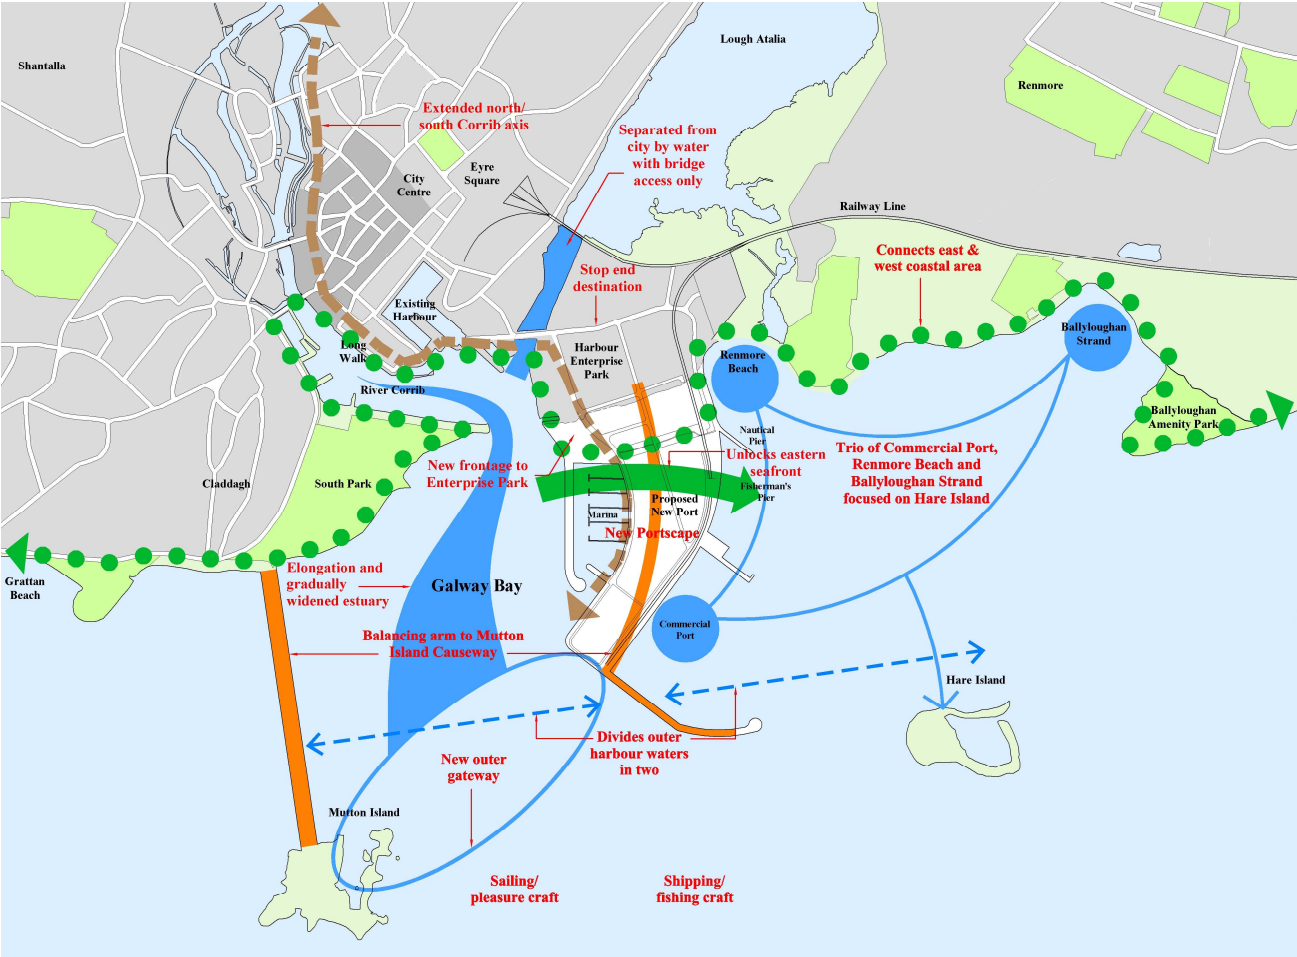 Lough Atalia
Shantalla
Renmore
Extended north/
south Corrib axis
Separated from
city by water
with bridge
access only
Eyre
Square
City
Centre
Railway Line
Connects east &
west coastal area
Stop end
destination
Existing
Harbour
Ballyloughan
Strand
Long
Walk
Harbour
Enterprise
Park
Renmore
Beach
River Corrib
Ballyloughan
Amenity Park
Nautical
Pier
Trio of Commercial Port,
Renmore Beach and
Ballyloughan Strand
focused on Hare Island
Unlocks eastern
seafront
New frontage to
Enterprise Park
Claddagh
South Park
Fisherman's
Pier
Proposed
New Port
Marina
New Portscape
Grattan
Beach
Elongation and
gradually
widened estuary
Galway Bay
Commercial
Port
Balancing arm to Mutton
Island Causeway
Hare Island
Divides outer
harbour waters
in two
New outer
gateway
Mutton Island
Sailing/
pleasure craft
Shipping/
fishing craft